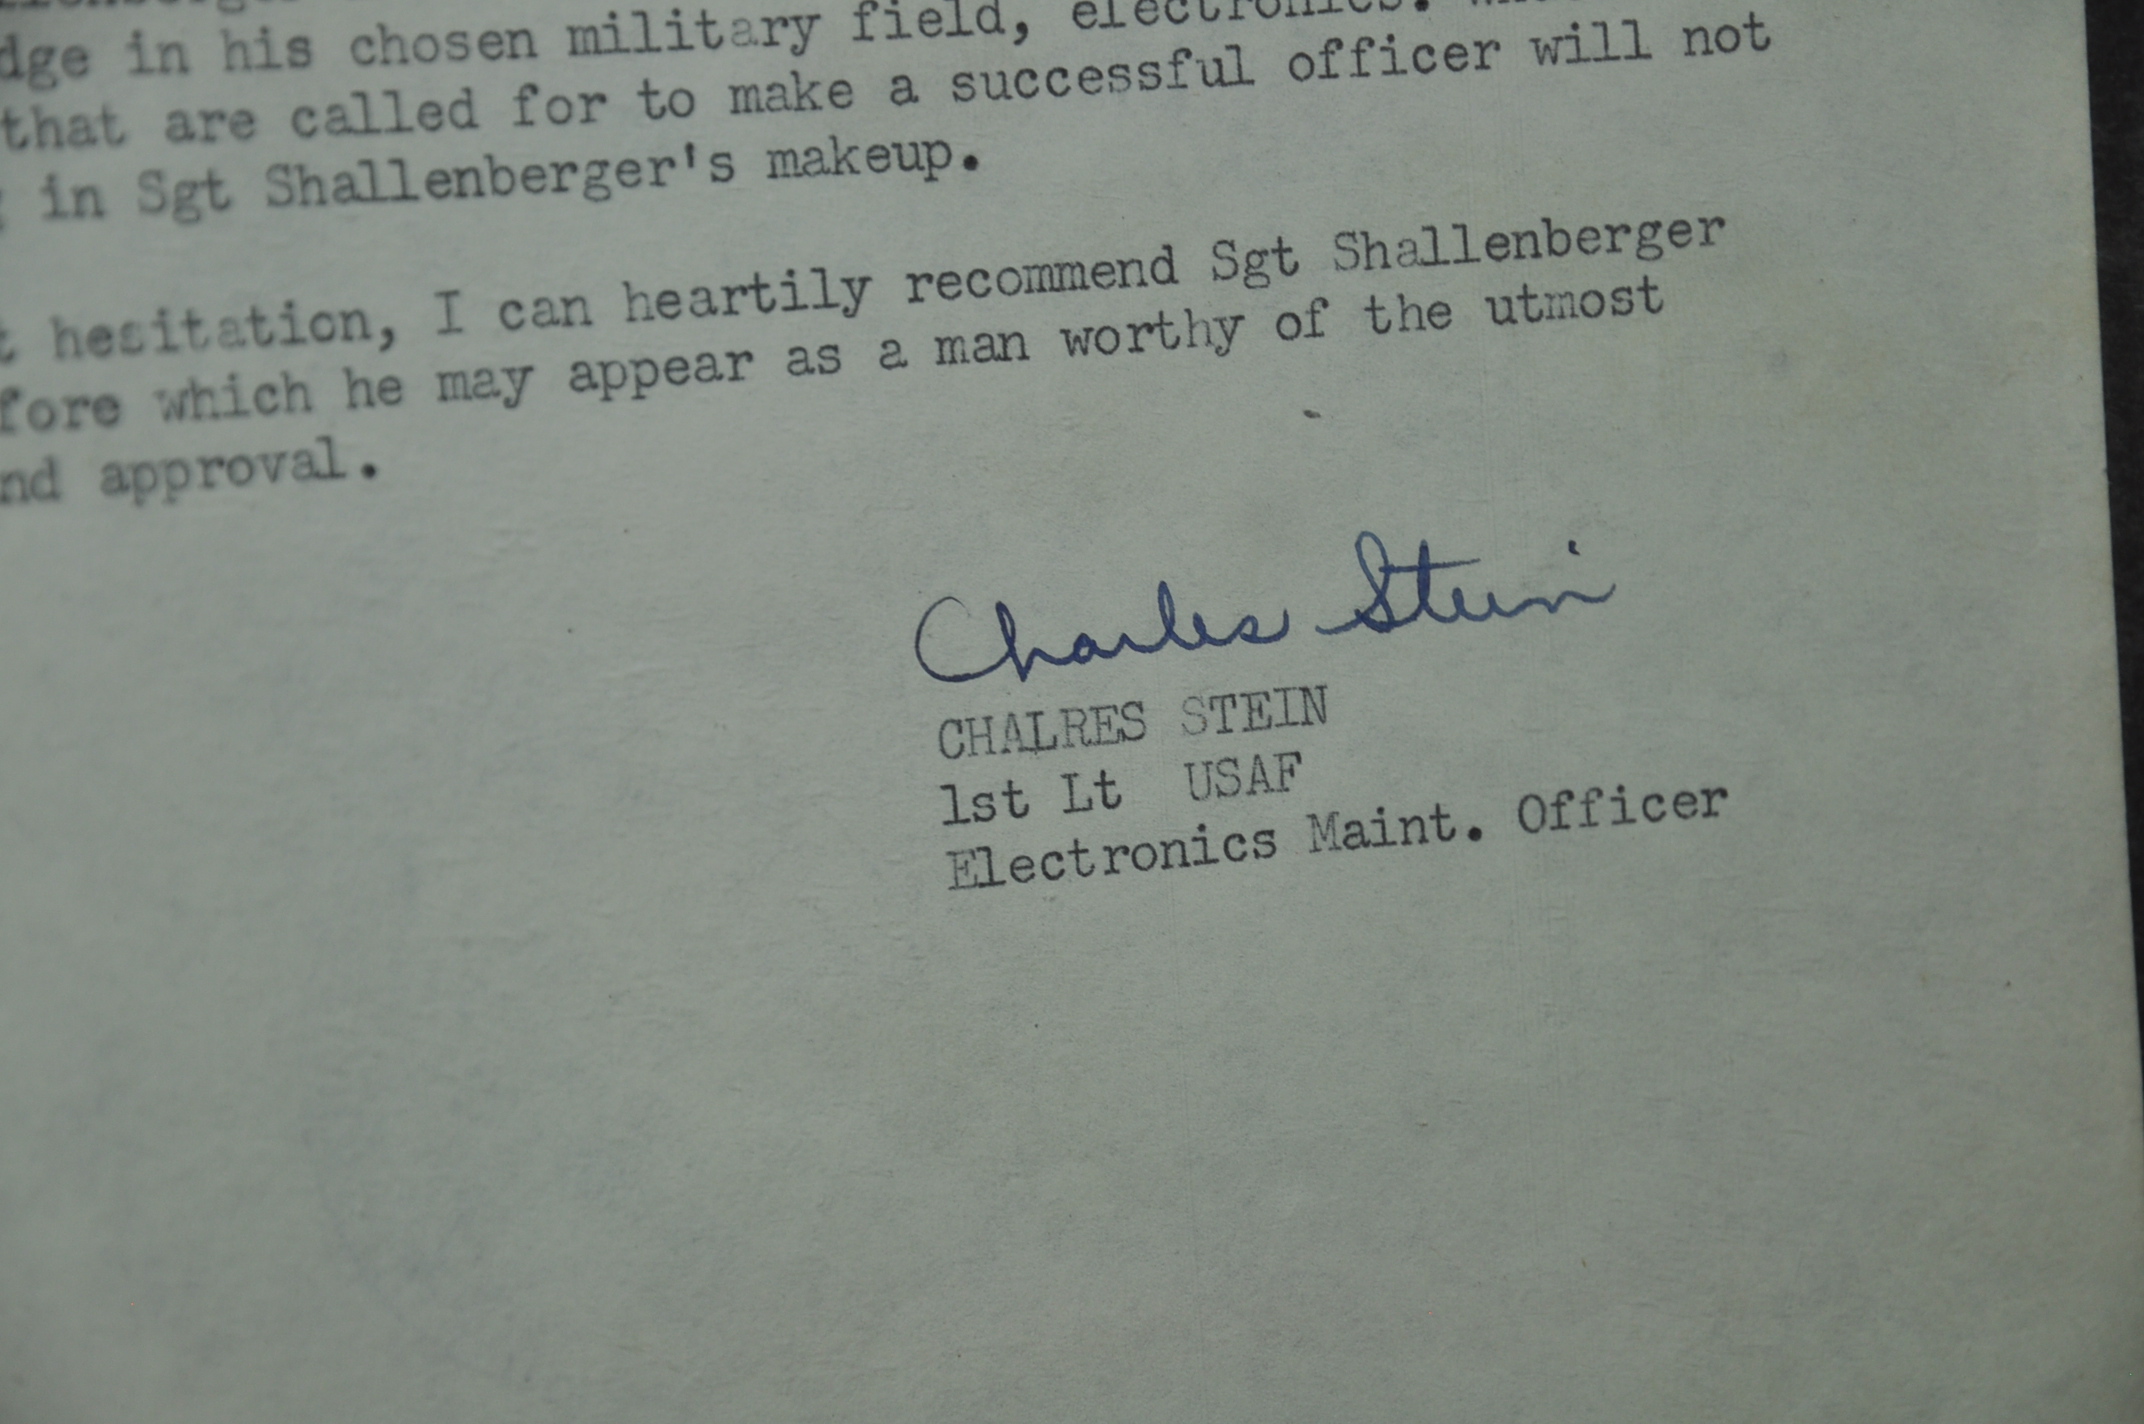 dge in his chosen military field, electronics.
that are called for to make a successful officer will not
in Sgt Shallenberger's makeup.
t hesitation, I can heartily recommend Sgt Shallenberger
fore which he may appear as a man worthy of the utmost
nd approval.
Charles Stein
CHALRES STEIN
1st Lt USAF
Electronics Maint. Officer